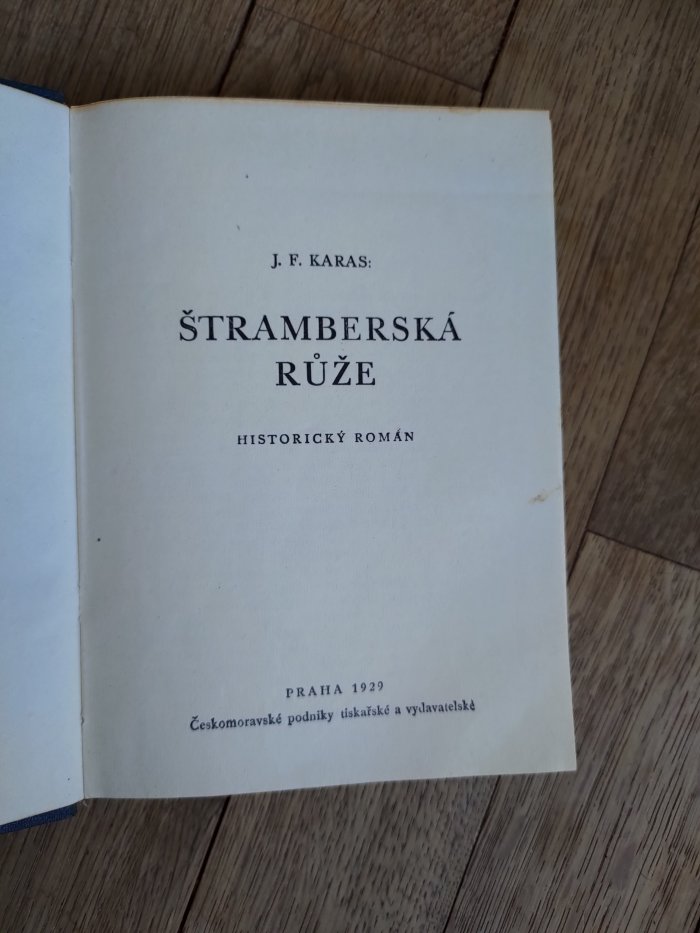 J. F. KARAS:
ŠTRAMBERSKÁ
RŮŽE
HISTORICKÝ ROMÁN
PRAHA 1929
Českomoravské podniky tiskařské a vydavatelské